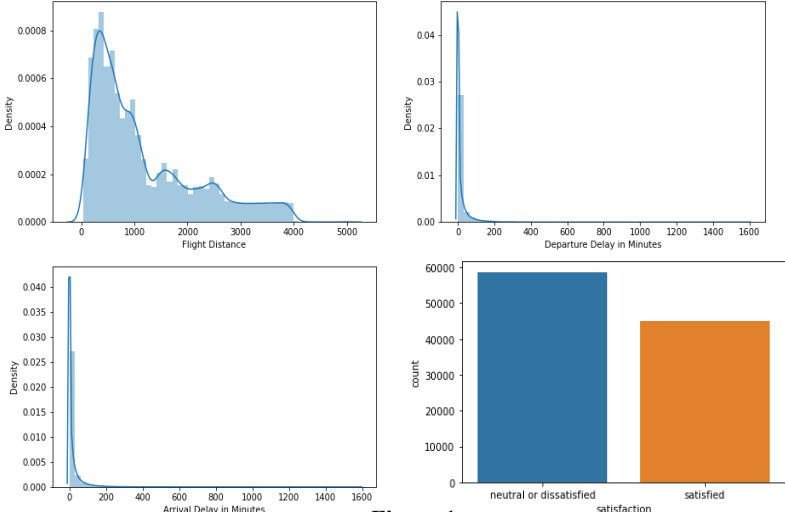 0.0008
0.0006
0.0004
0.0002
0.0000
Density
0 1000 2000 3000 4000 5000
Flight Distance
0.04
0.03
0.02
0.01
0.00
Density
0 200 400 600 800 1000 1200 1400 1600
Departure Delay in Minutes
0.040
0.035
0.030
0.025
0.020
0.015
0.010
0.005
0.000
Density
0 200 400 600 800 1000 1200 1400 1600
Arrival Delay in Minutes
60000
50000
40000
30000
20000
10000
0
count
neutral or dissatisfied satisfied
satisfaction